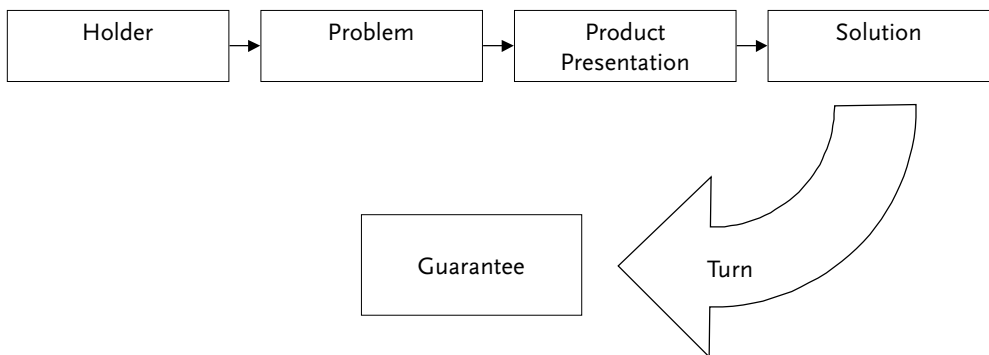 Holder
Problem
Product
Presentation
Solution
Guarantee
Turn